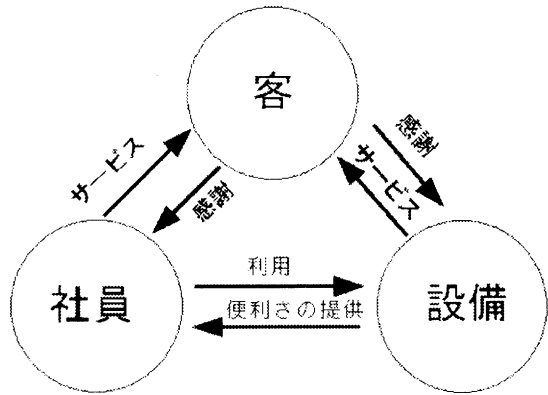 客
サービス
感謝
感謝
サービス
社員
利用
便利さの提供
設備